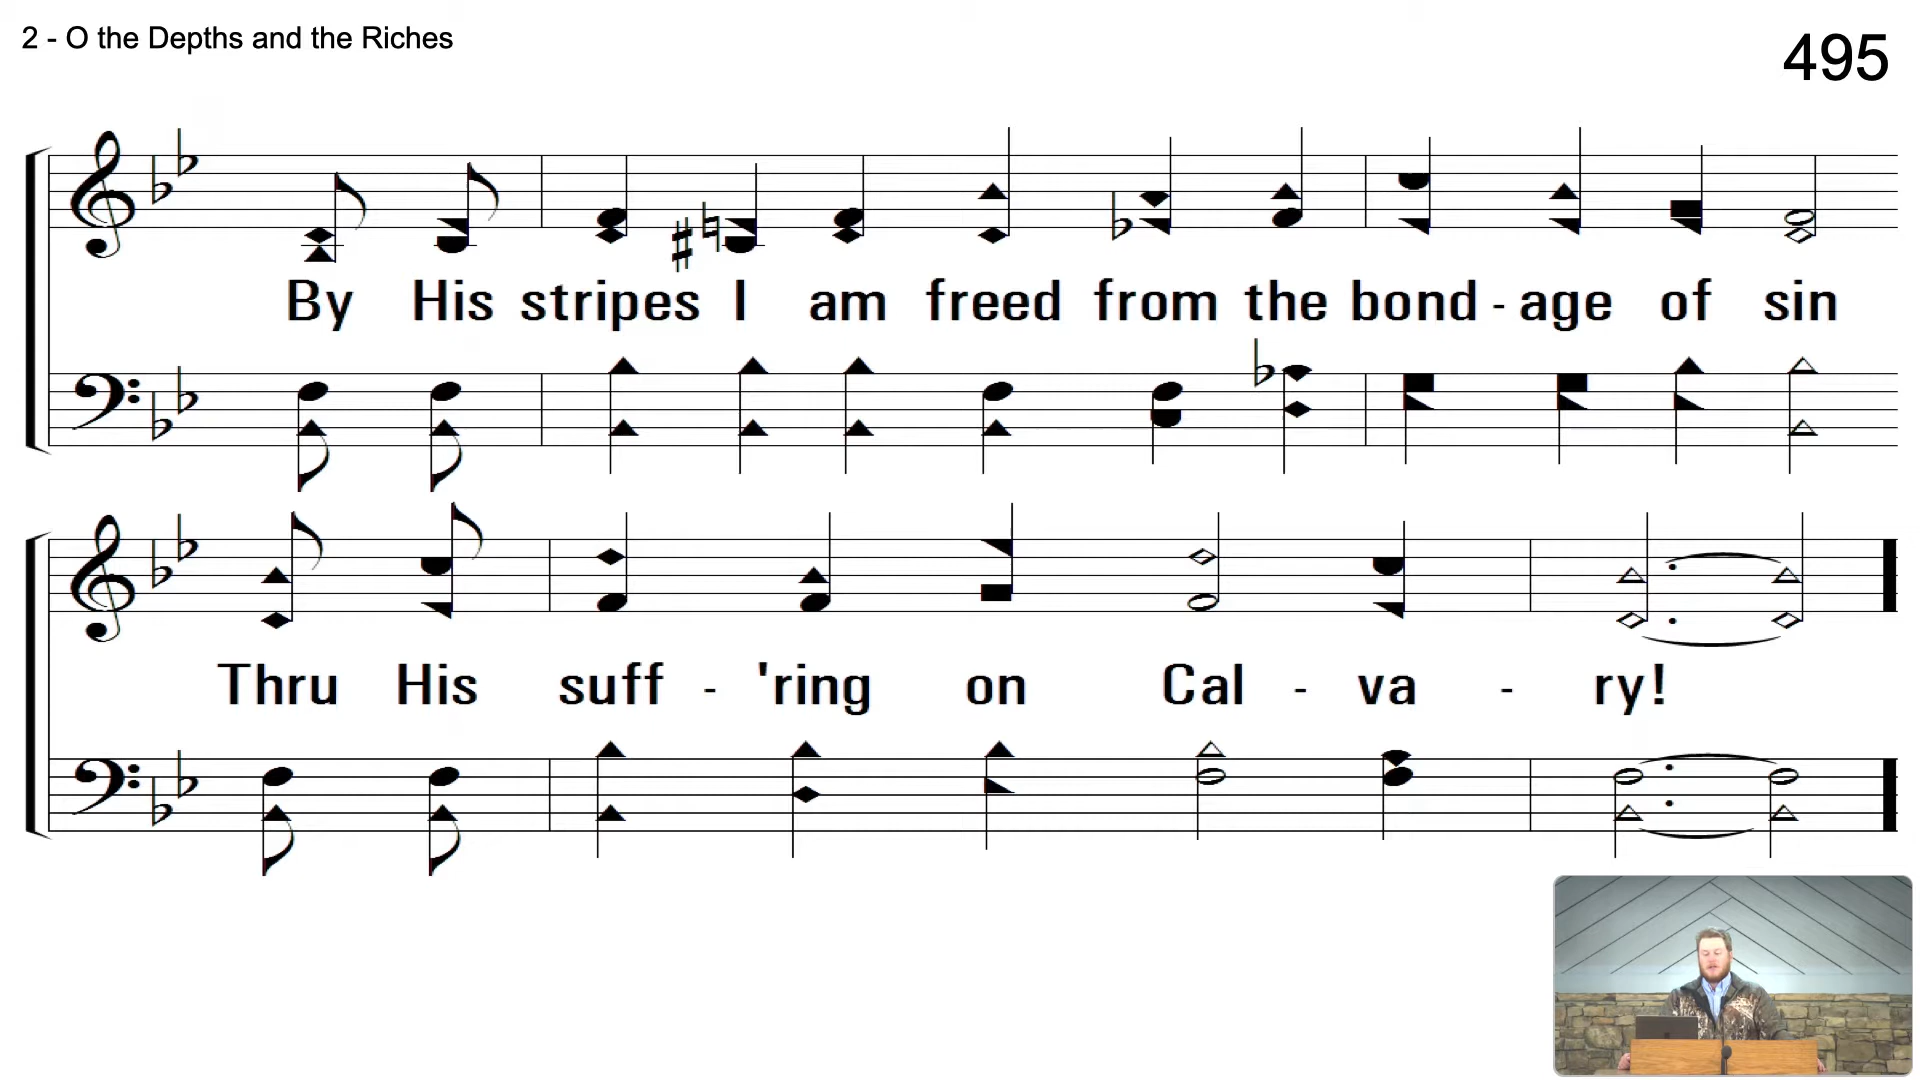 2 - O the Depths and the Riches
495
By His stripes I am freed from the bond - age of sin
Thru His suff - 'ring on Cal - va - ry!